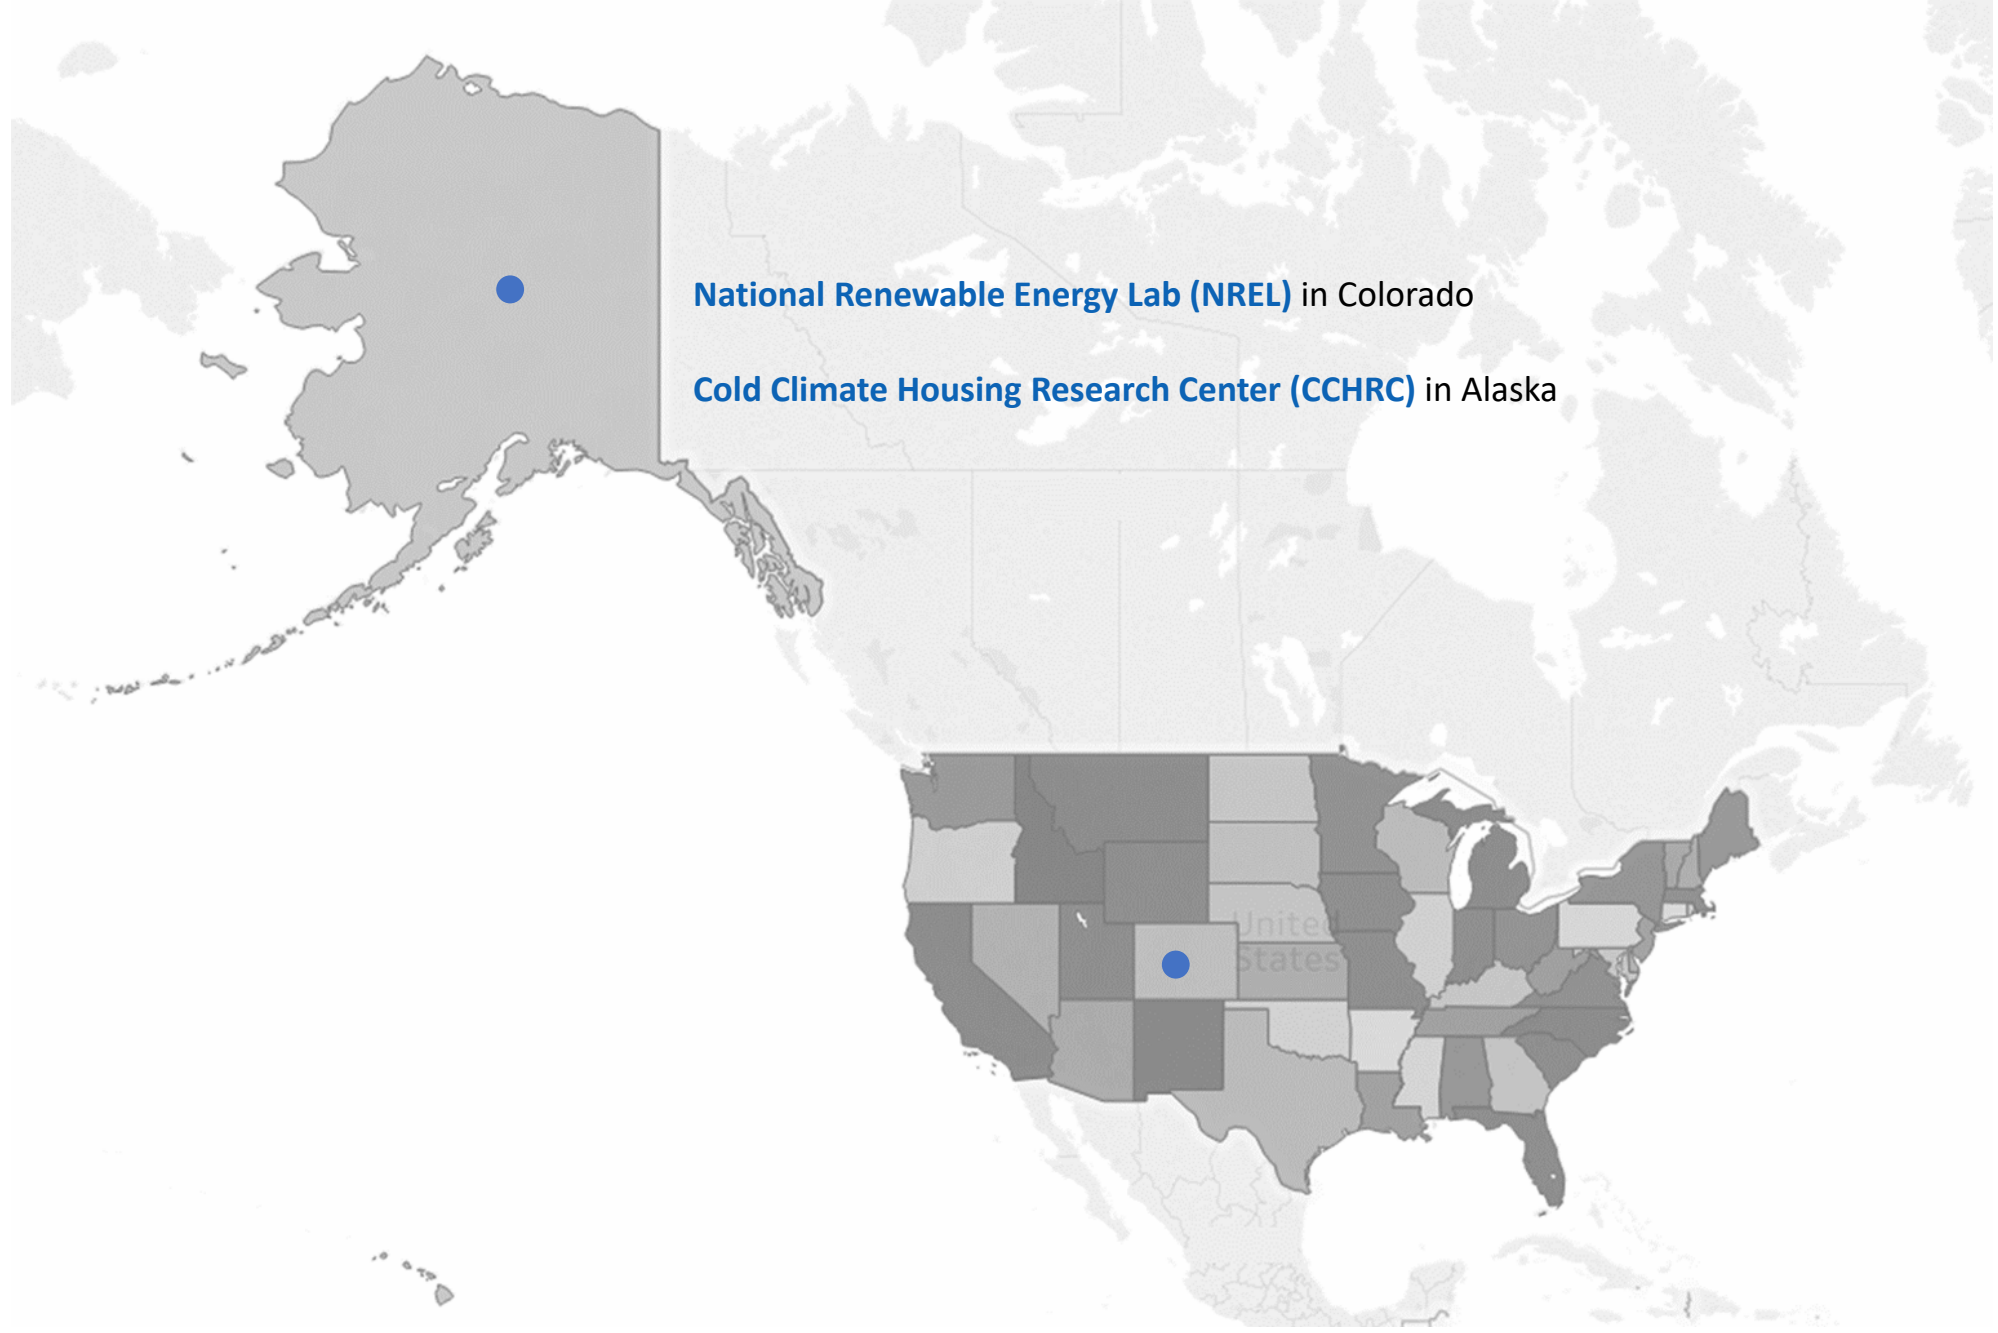 National Renewable Energy Lab (NREL) in Colorado
Cold Climate Housing Research Center (CCHRC) in Alaska
United
States